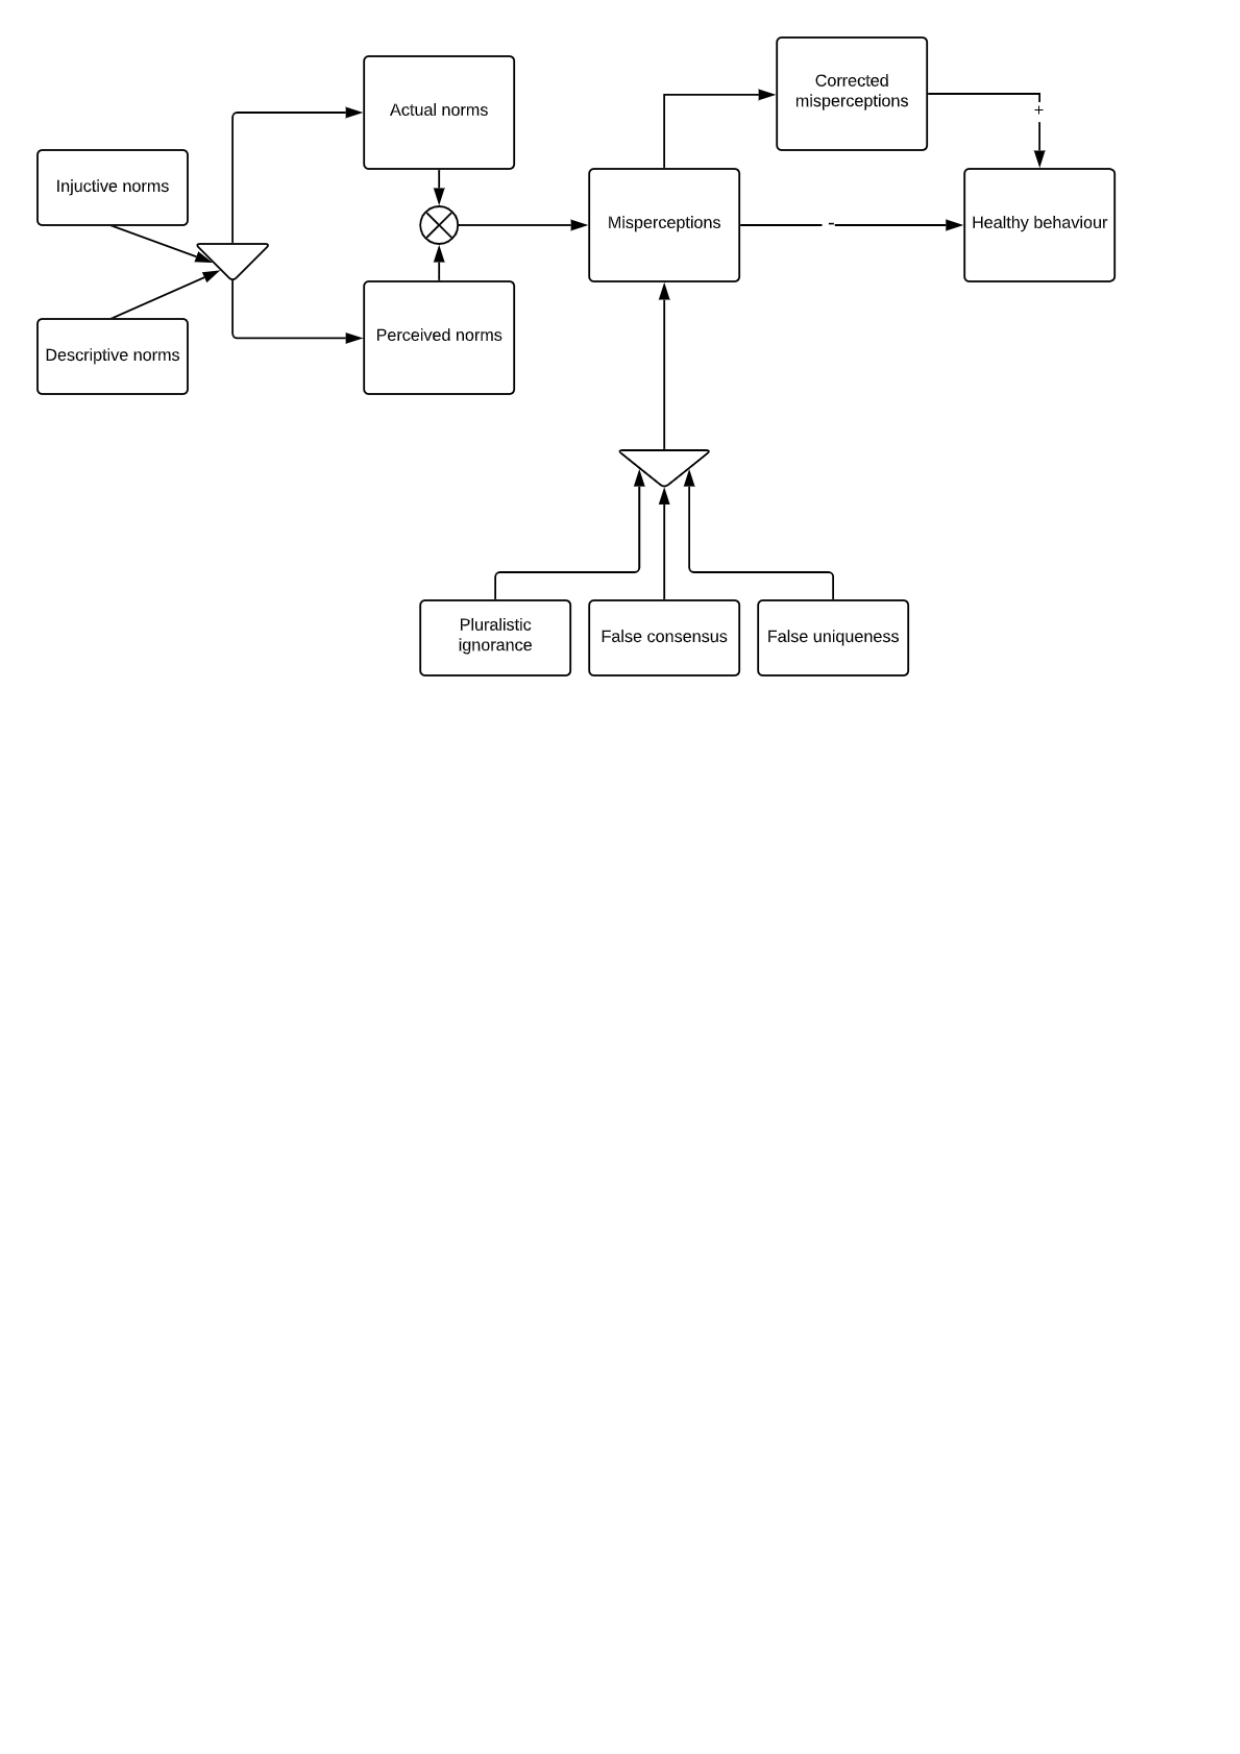 Corrected
misperceptions
Actual norms
+
Injuctive norms
Misperceptions
-
Healthy behaviour
Perceived norms
Descriptive norms
Pluralistic
ignorance
False consensus
False uniqueness